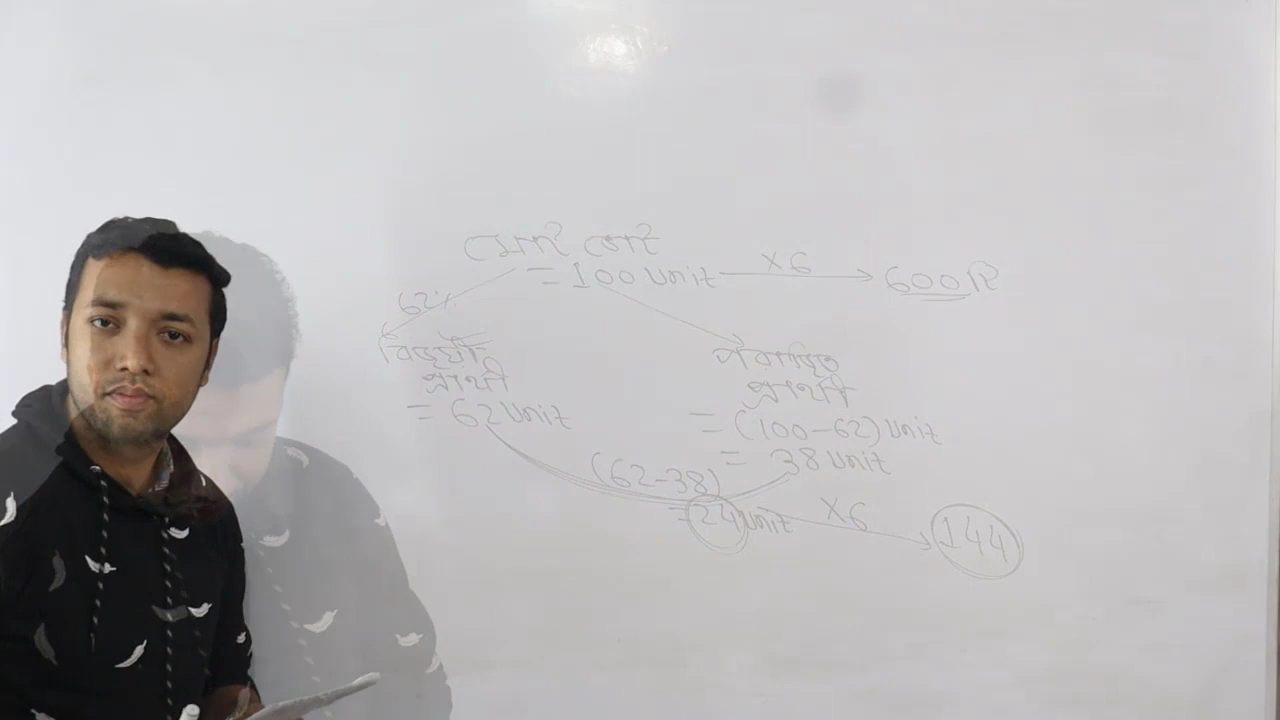 মোট ভোট
= 100 unit ×6 600
62%
বিজয়ী
প্রার্থী
= 62 unit
পরাজিত
প্রার্থী
= (100-62) unit
= 38 unit
(62-38)
= 24 unit ×6 144